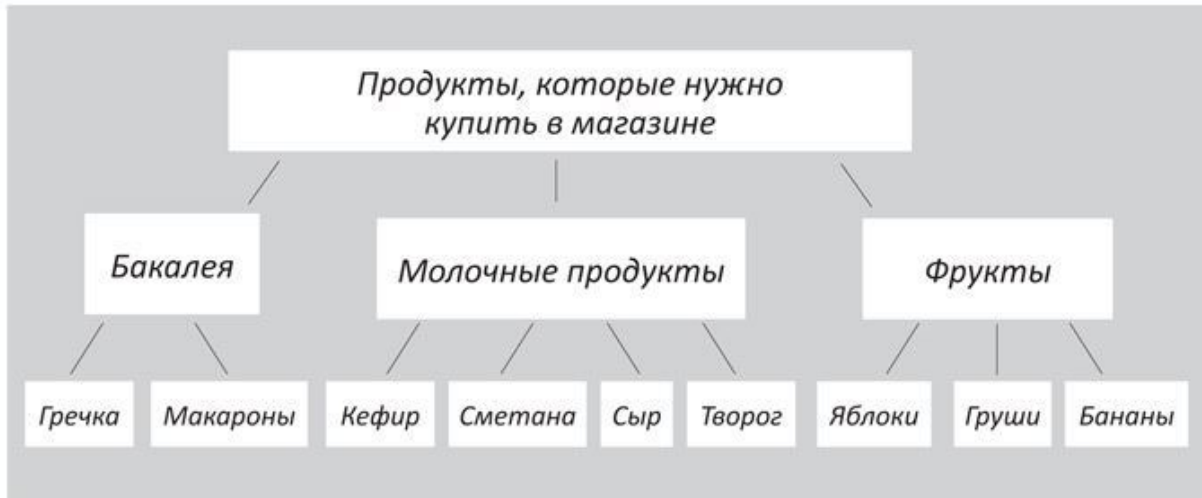 Продукты, которые нужно
купить в магазине
Бакалея
Молочные продукты
Фрукты
Гречка
Макароны
Кефир
Сметана
Сыр
Творог
Яблоки
Груши
Бананы